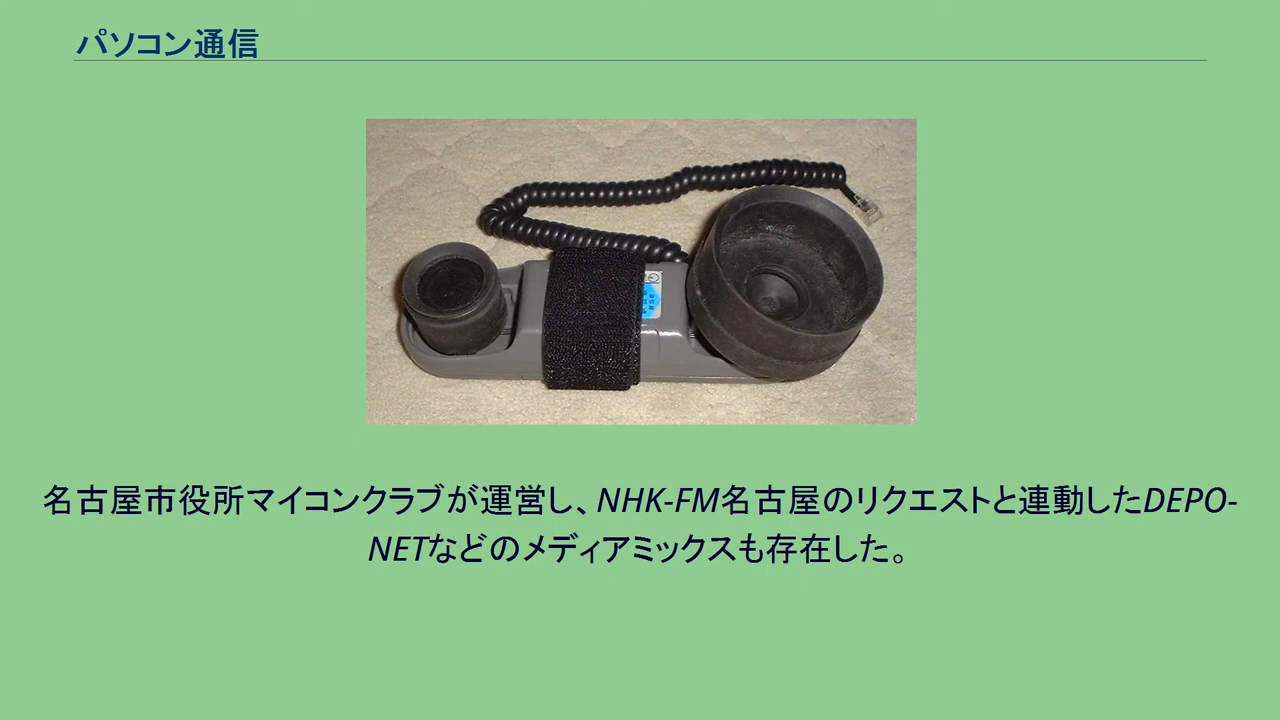 パソコン通信
名古屋市役所マイコンクラブが運営し、NHK-FM名古屋のリクエストと連動したDEPO-
NETなどのメディアミックスも存在した。